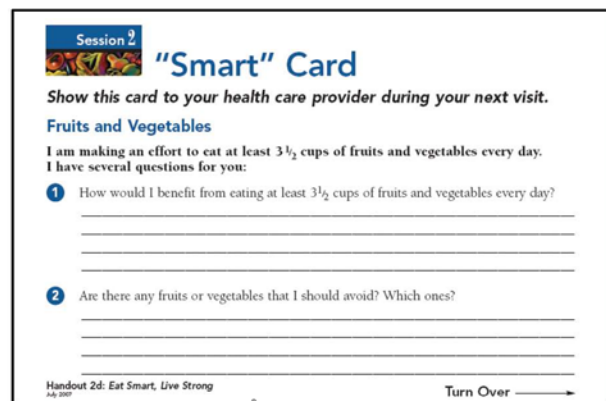 Session 2
"Smart" Card
Show this card to your health care provider during your next visit.
Fruits and Vegetables
I am making an effort to eat at least 3 1/2 cups of fruits and vegetables every day.
I have several questions for you:
1 How would I benefit from eating at least 3 1/2 cups of fruits and vegetables every day?
2 Are there any fruits or vegetables that I should avoid? Which ones?
Handout 2d: Eat Smart, Live Strong
July 2007
Turn Over